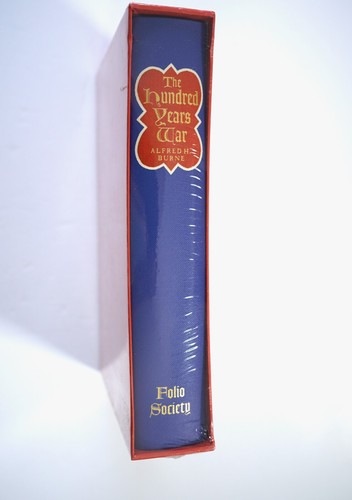 The
Hundred
Years
War
ALFRED H.
BURNE
Folio
Society